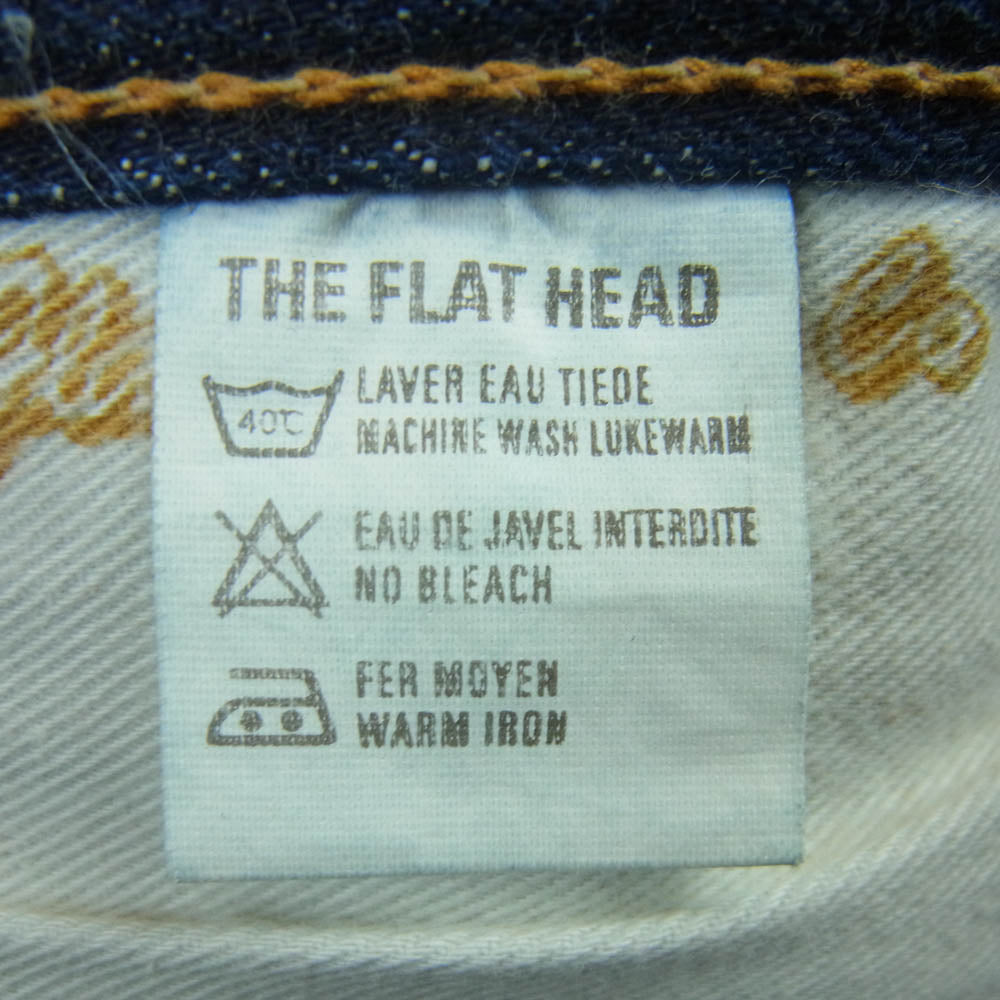 THE FLAT HEAD
40℃
LAVER EAU TIEDE
MACHINE WASH LUKEWARM
EAU DE JAVEL INTERDITE
NO BLEACH
FER MOYEN
WARM IRON